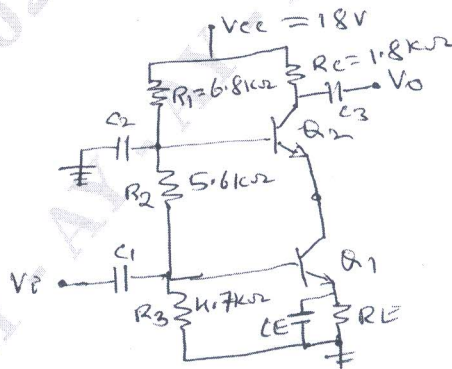 Vcc = 18V
RC = 1.8kΩ
R1 = 6.8kΩ
Vo
C3
C2
Q2
R2
5.6kΩ
C1
Vi
Q1
R3
4.7kΩ
CE
RE